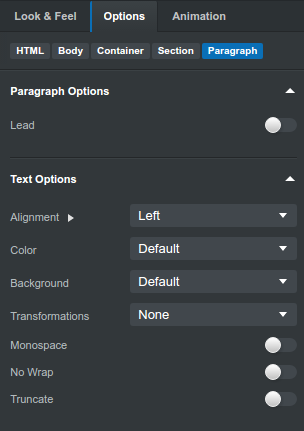 Look & Feel Options Animation
HTML Body Container Section Paragraph
Paragraph Options
Lead
Text Options
Alignment Left
Color Default
Background Default
Transformations None
Monospace
No Wrap
Truncate